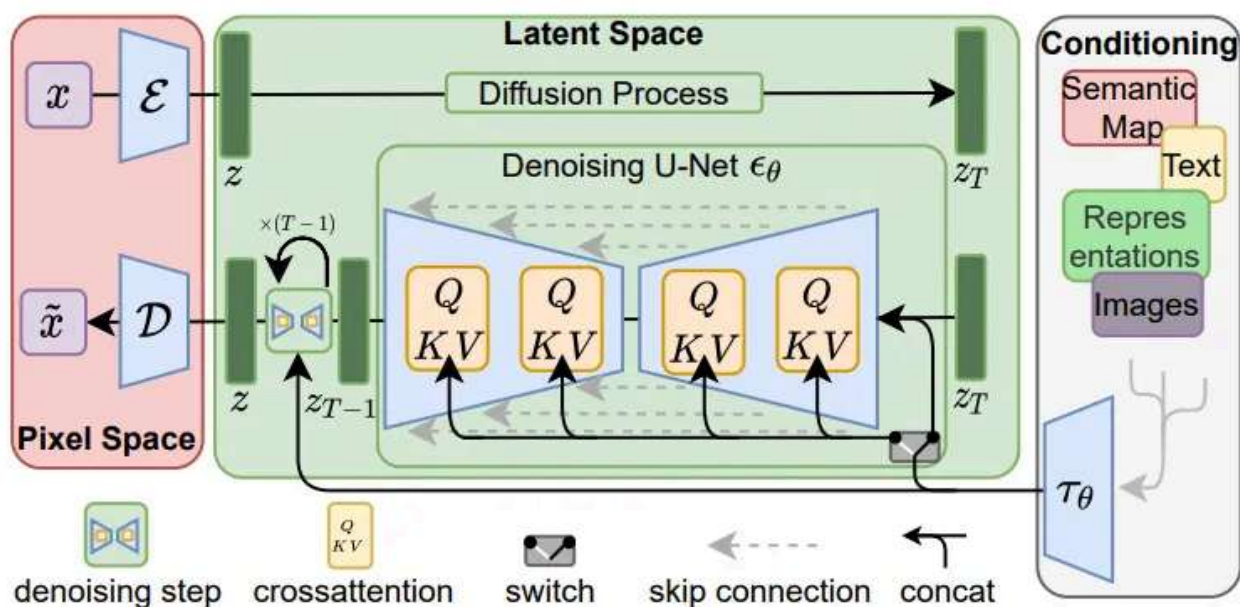 Latent Space
Conditioning
x
ℰ
z
Diffusion Process
z_T
Semantic
Map
Text
Repres
entations
Images
Denoising U-Net ϵ_θ
×(T − 1)
x̃
𝒟
z
z_{T−1}
Q
K V
Q
K V
Q
K V
Q
K V
z_T
Pixel Space
τ_θ
Q
K V
denoising step
crossattention
switch
skip connection
concat